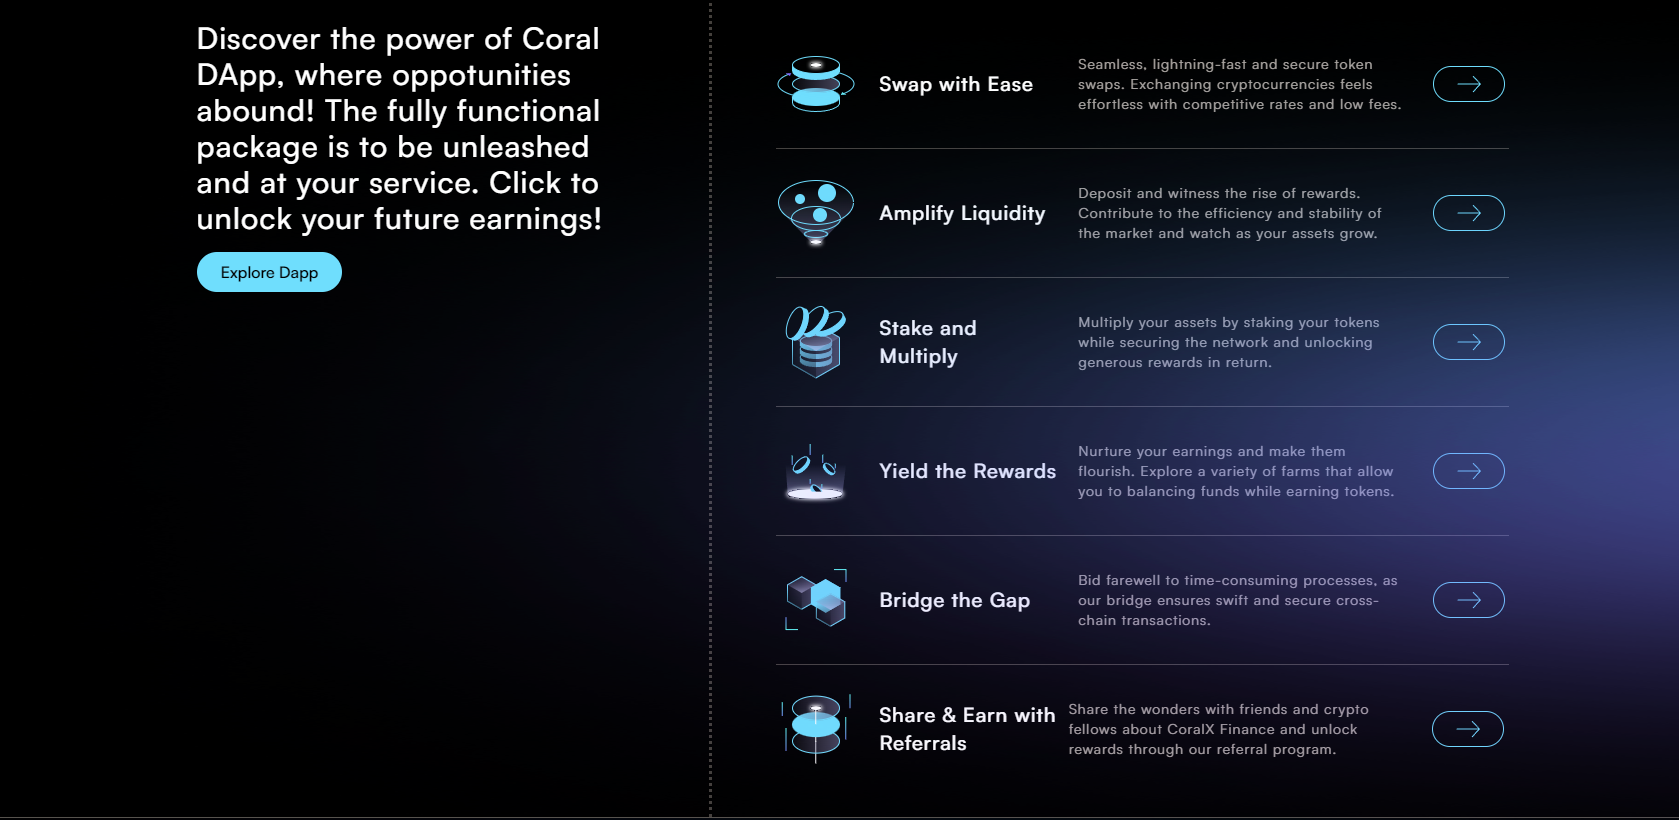 Discover the power of Coral
DApp, where oppotunities
abound! The fully functional
package is to be unleashed
and at your service. Click to
unlock your future earnings!
Explore Dapp
Swap with Ease
Seamless, lightning-fast and secure token
swaps. Exchanging cryptocurrencies feels
effortless with competitive rates and low fees.
Amplify Liquidity
Deposit and witness the rise of rewards.
Contribute to the efficiency and stability of
the market and watch as your assets grow.
Stake and
Multiply
Multiply your assets by staking your tokens
while securing the network and unlocking
generous rewards in return.
Yield the Rewards
Nurture your earnings and make them
flourish. Explore a variety of farms that allow
you to balancing funds while earning tokens.
Bridge the Gap
Bid farewell to time-consuming processes, as
our bridge ensures swift and secure cross-
chain transactions.
Share & Earn with
Referrals
Share the wonders with friends and crypto
fellows about CoralX Finance and unlock
rewards through our referral program.